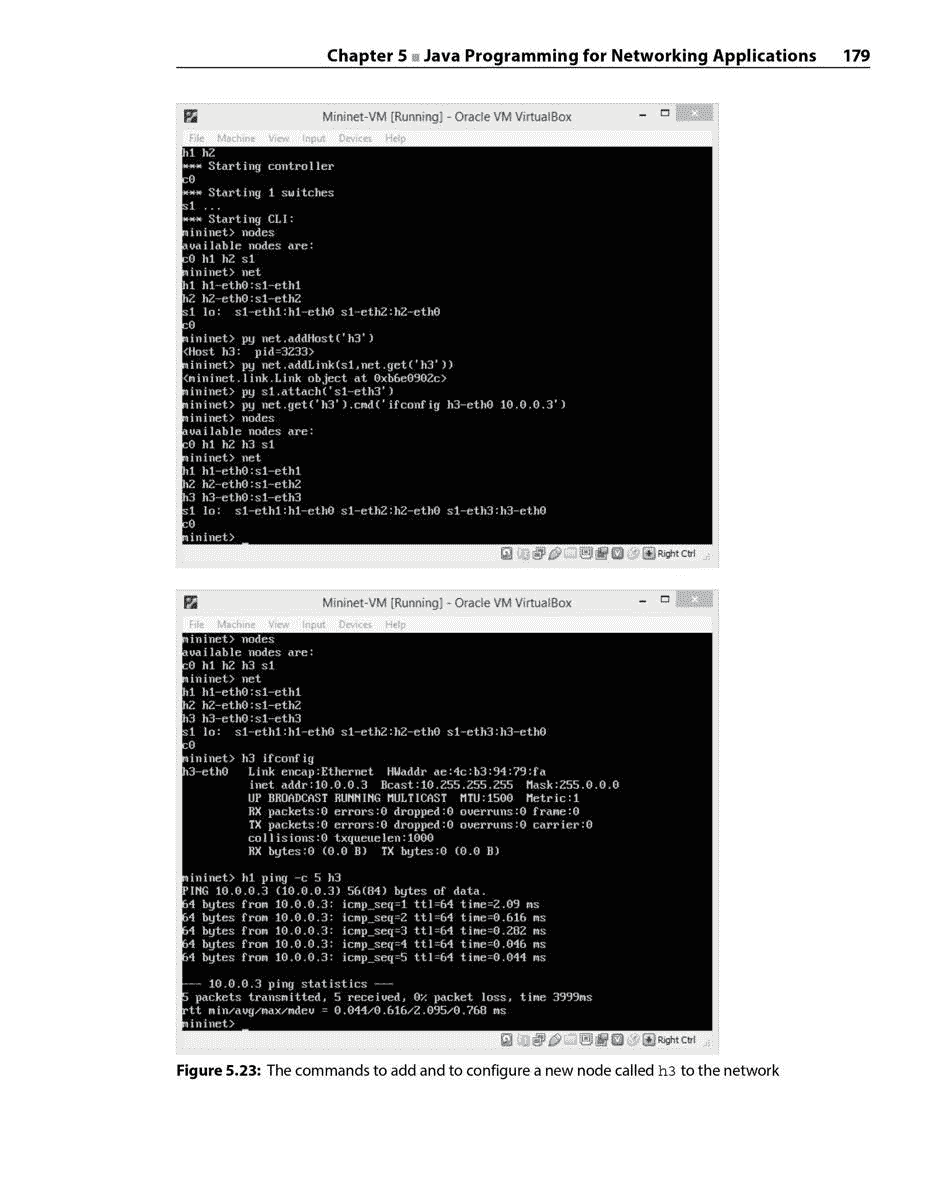 Chapter 5 ■ Java Programming for Networking Applications 179
Mininet-VM [Running] - Oracle VM VirtualBox
File Machine View Input Devices Help
h1 h2
*** Starting controller
c0
*** Starting 1 switches
s1 ...
*** Starting CLI:
mininet> nodes
available nodes are:
c0 h1 h2 s1
mininet> net
h1 h1-eth0:s1-eth1
h2 h2-eth0:s1-eth2
s1 lo:  s1-eth1:h1-eth0 s1-eth2:h2-eth0
c0
mininet> py net.addHost('h3')
<Host h3:  pid=3233>
mininet> py net.addLink(s1,net.get('h3'))
<mininet.link.Link object at 0xb6e0902c>
mininet> py s1.attach('s1-eth3')
mininet> py net.get('h3').cmd('ifconfig h3-eth0 10.0.0.3')
mininet> nodes
available nodes are:
c0 h1 h2 h3 s1
mininet> net
h1 h1-eth0:s1-eth1
h2 h2-eth0:s1-eth2
h3 h3-eth0:s1-eth3
s1 lo:  s1-eth1:h1-eth0 s1-eth2:h2-eth0 s1-eth3:h3-eth0
c0
mininet> _
Right Ctrl
Mininet-VM [Running] - Oracle VM VirtualBox
File Machine View Input Devices Help
mininet> nodes
available nodes are:
c0 h1 h2 h3 s1
mininet> net
h1 h1-eth0:s1-eth1
h2 h2-eth0:s1-eth2
h3 h3-eth0:s1-eth3
s1 lo:  s1-eth1:h1-eth0 s1-eth2:h2-eth0 s1-eth3:h3-eth0
c0
mininet> h3 ifconfig
h3-eth0   Link encap:Ethernet  HWaddr ae:4c:b3:94:79:fa
inet addr:10.0.0.3  Bcast:10.255.255.255  Mask:255.0.0.0
UP BROADCAST RUNNING MULTICAST  MTU:1500  Metric:1
RX packets:0 errors:0 dropped:0 overruns:0 frame:0
TX packets:0 errors:0 dropped:0 overruns:0 carrier:0
collisions:0 txqueuelen:1000
RX bytes:0 (0.0 B)  TX bytes:0 (0.0 B)
mininet> h1 ping -c 5 h3
PING 10.0.0.3 (10.0.0.3) 56(84) bytes of data.
64 bytes from 10.0.0.3: icmp_seq=1 ttl=64 time=2.09 ms
64 bytes from 10.0.0.3: icmp_seq=2 ttl=64 time=0.616 ms
64 bytes from 10.0.0.3: icmp_seq=3 ttl=64 time=0.282 ms
64 bytes from 10.0.0.3: icmp_seq=4 ttl=64 time=0.046 ms
64 bytes from 10.0.0.3: icmp_seq=5 ttl=64 time=0.044 ms
--- 10.0.0.3 ping statistics ---
5 packets transmitted, 5 received, 0% packet loss, time 3999ms
rtt min/avg/max/mdev = 0.044/0.616/2.095/0.768 ms
mininet> _
Right Ctrl
Figure 5.23: The commands to add and to configure a new node called h3 to the network